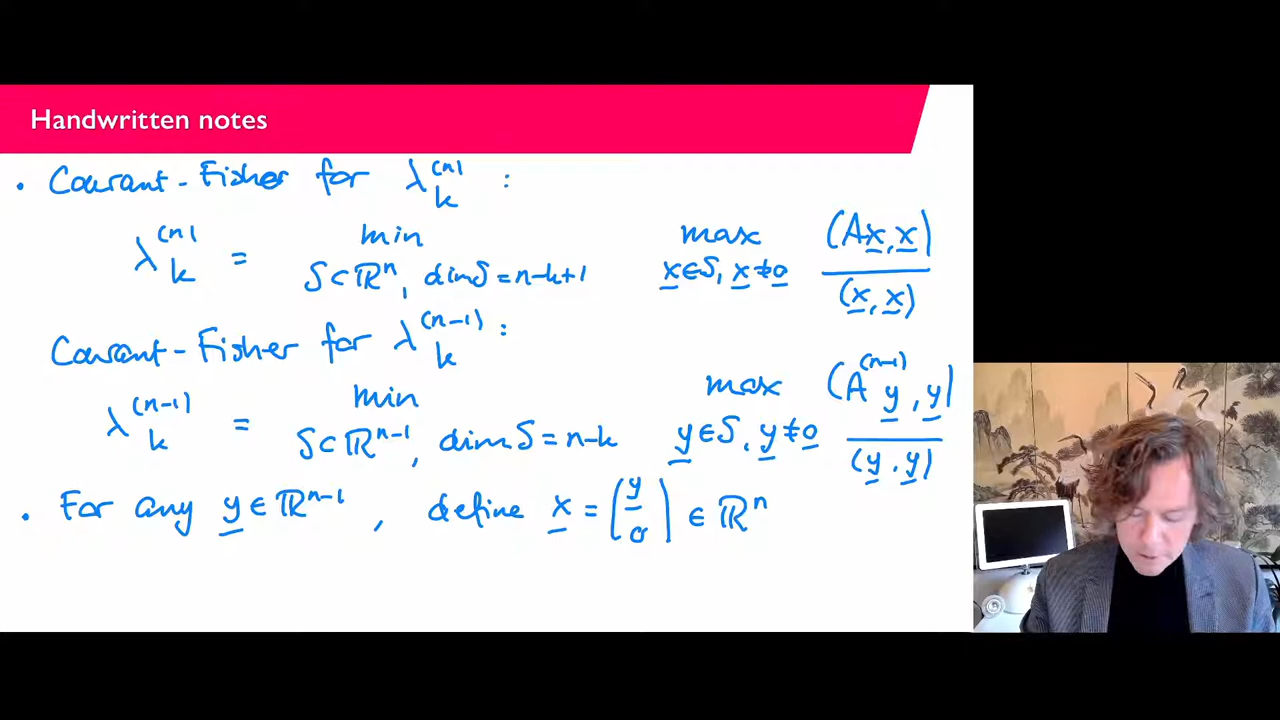 Handwritten notes
• Courant-Fisher for λ_k^(n) :
λ_k^(n) = min_{S⊂ℝ^n, dim S = n-k+1} max_{x∈S, x≠0} (Ax, x) / (x, x)
Courant-Fisher for λ_k^(n-1) :
λ_k^(n-1) = min_{S⊂ℝ^{n-1}, dim S = n-k} max_{y∈S, y≠0} (A^(n-1) y, y) / (y, y)
• For any y ∈ ℝ^{n-1}, define x = (y 0) ∈ ℝ^n